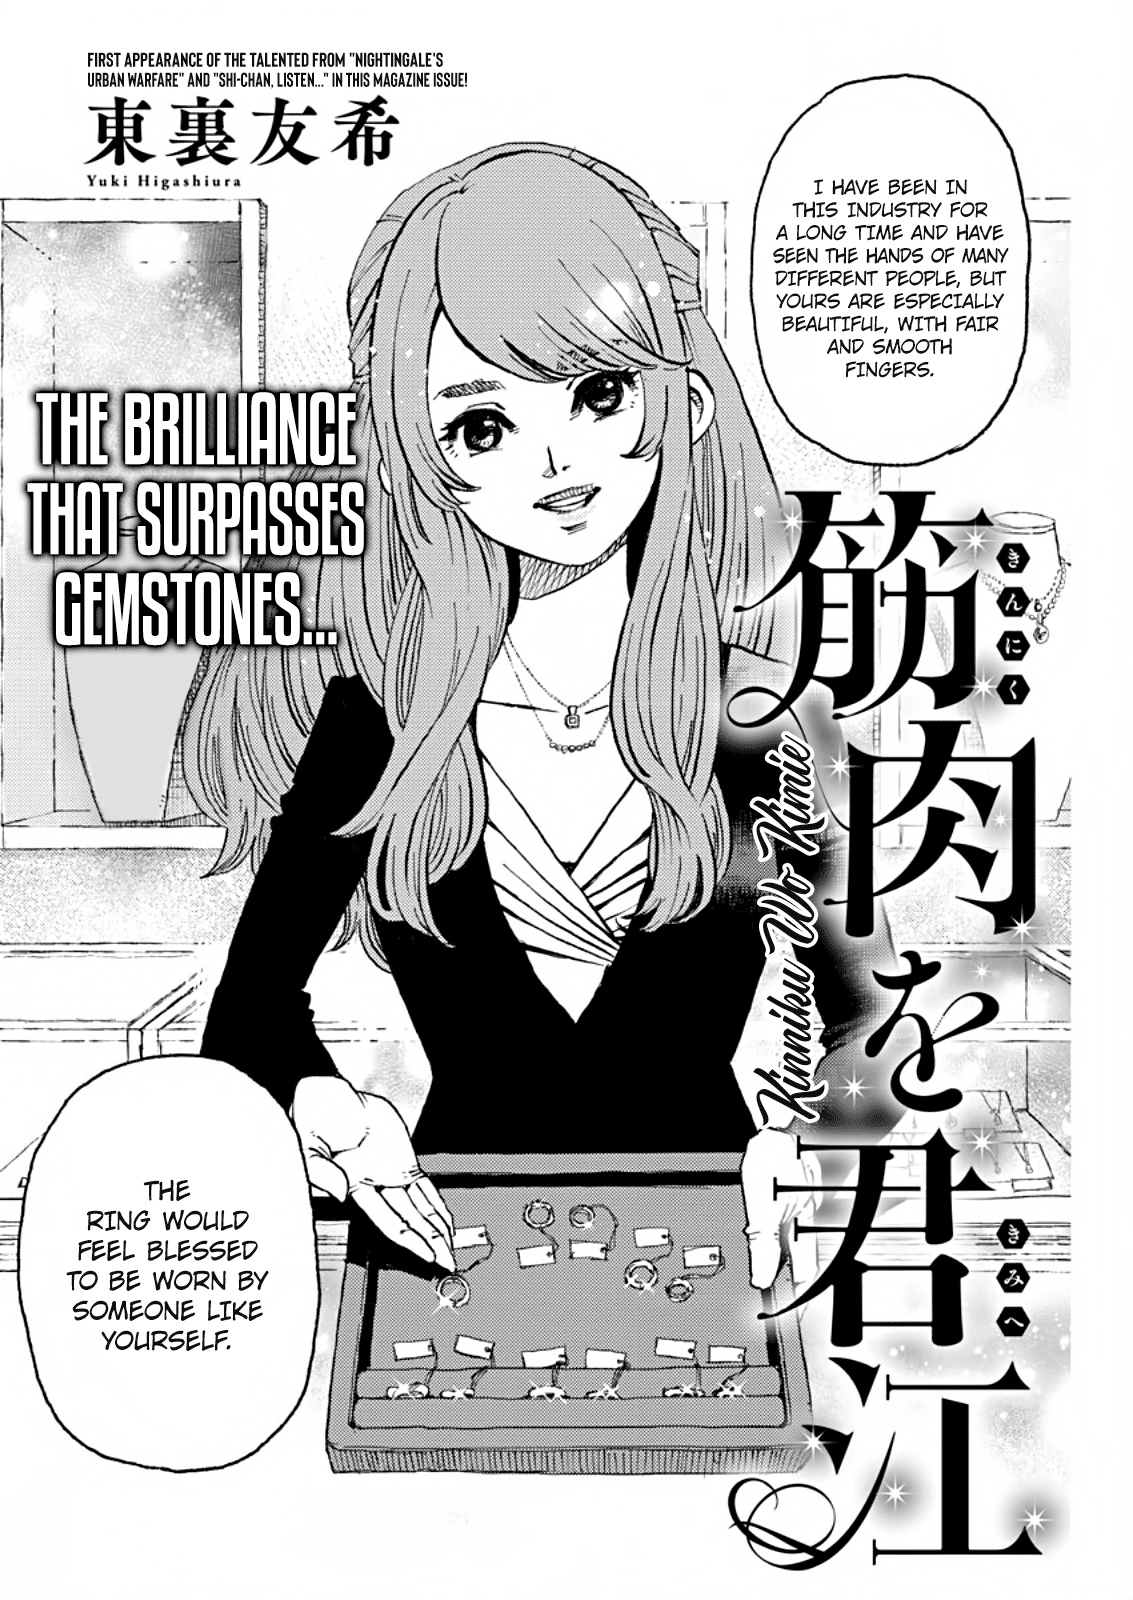 FIRST APPEARANCE OF THE TALENTED FROM "NIGHTINGALE'S
URBAN WARFARE" AND "SHI-CHAN, LISTEN..." IN THIS MAGAZINE ISSUE!
東裏友希
Yuki Higashiura
I HAVE BEEN IN
THIS INDUSTRY FOR
A LONG TIME AND HAVE
SEEN THE HANDS OF MANY
DIFFERENT PEOPLE, BUT
YOURS ARE ESPECIALLY
BEAUTIFUL, WITH FAIR
AND SMOOTH
FINGERS.
THE BRILLIANCE
THAT SURPASSES
GEMSTONES...
筋肉を君江
きんにく
きみへ
Kinniku Wo Kimie
THE
RING WOULD
FEEL BLESSED
TO BE WORN BY
SOMEONE LIKE
YOURSELF.